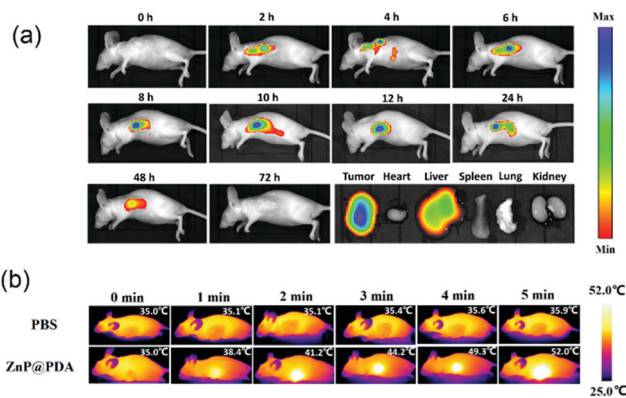 (a)
0 h 2 h 4 h 6 h
Max
8 h 10 h 12 h 24 h
48 h 72 h Tumor Heart Liver Spleen Lung Kidney
Min
(b)
0 min 1 min 2 min 3 min 4 min 5 min
52.0℃
PBS 35.0℃ 35.1℃ 35.1℃ 35.4℃ 35.6℃ 35.9℃
ZnP@PDA 35.0℃ 38.4℃ 41.2℃ 44.2℃ 49.3℃ 52.0℃
25.0℃